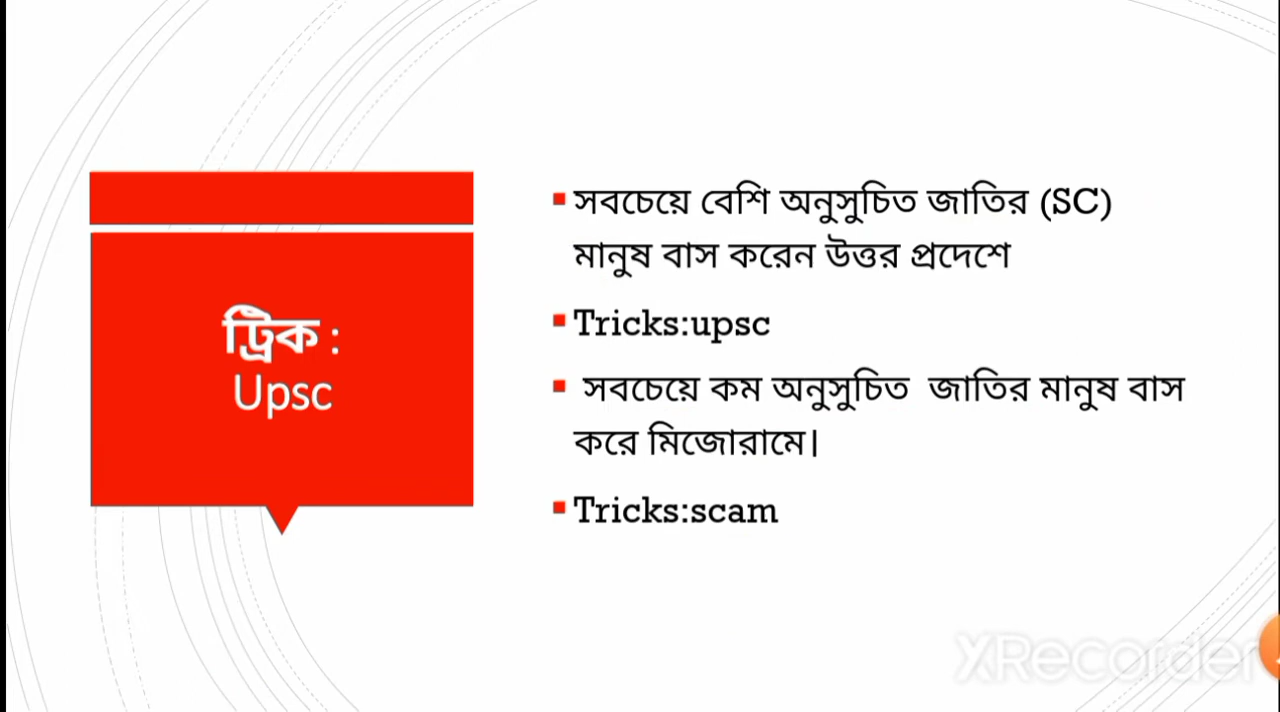 ট্রিক :
Upsc
সবচেয়ে বেশি অনুসুচিত জাতির (SC)
মানুষ বাস করেন উত্তর প্রদেশে
Tricks:upsc
সবচেয়ে কম অনুসুচিত জাতির মানুষ বাস
করে মিজোরামে।
Tricks:scam
XRecorder